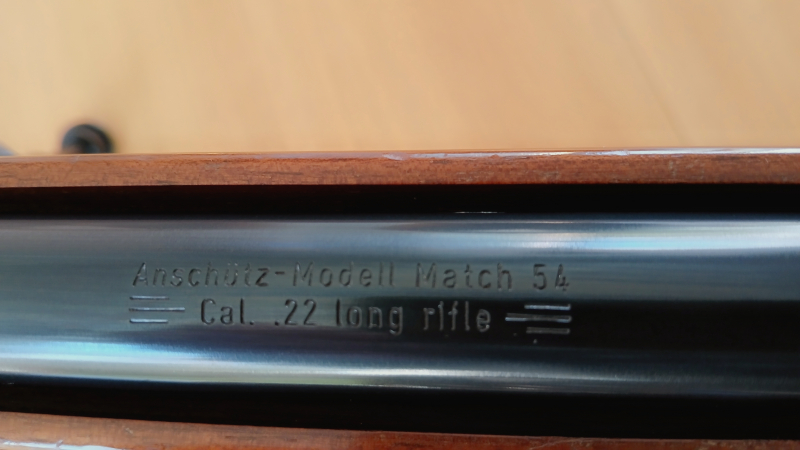 Anschütz-Modell Match 54
Cal. .22 long rifle